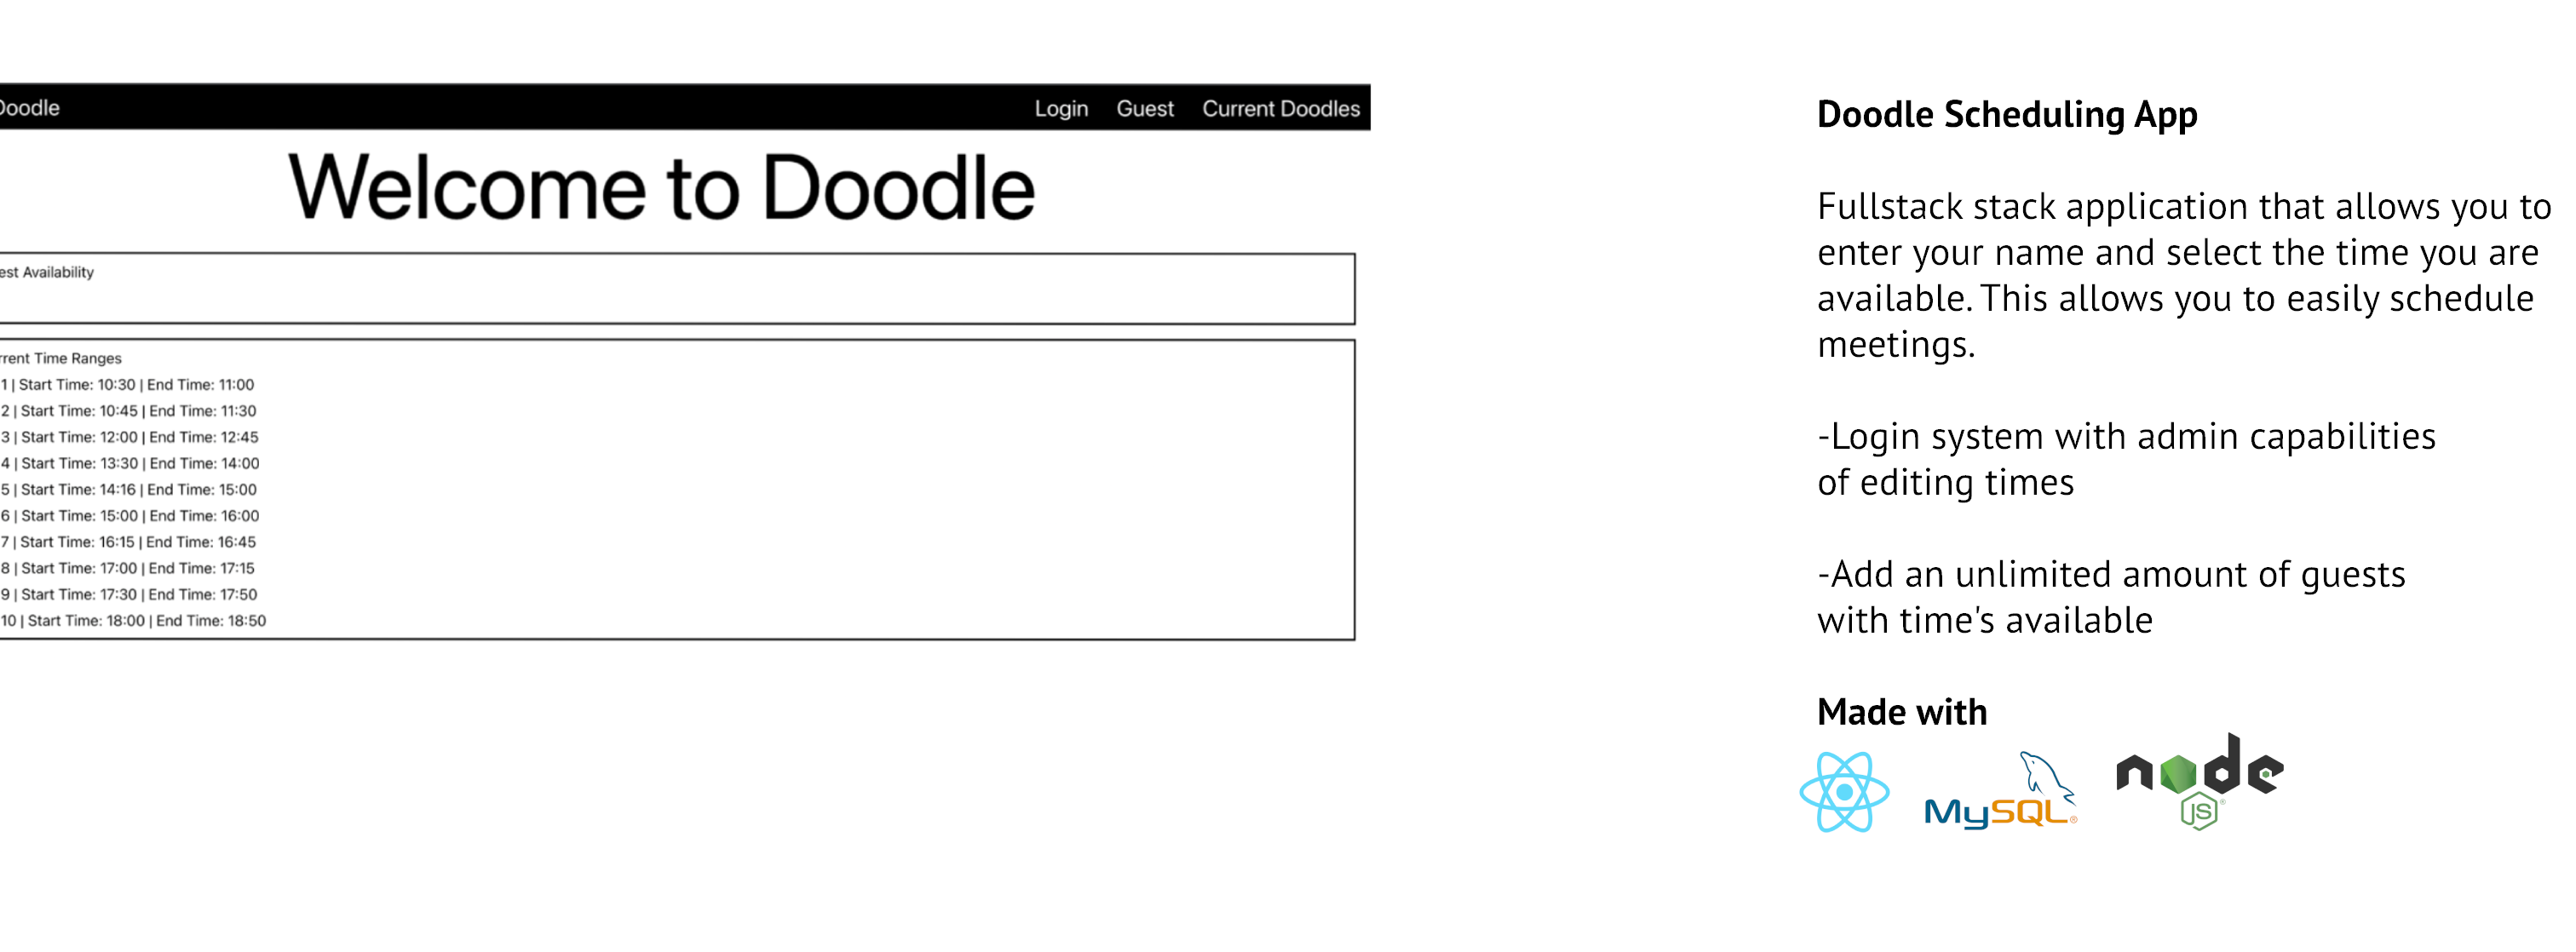 Doodle
Login Guest Current Doodles
Welcome to Doodle
est Availability
rrent Time Ranges
1 | Start Time: 10:30 | End Time: 11:00
2 | Start Time: 10:45 | End Time: 11:30
3 | Start Time: 12:00 | End Time: 12:45
4 | Start Time: 13:30 | End Time: 14:00
5 | Start Time: 14:16 | End Time: 15:00
6 | Start Time: 15:00 | End Time: 16:00
7 | Start Time: 16:15 | End Time: 16:45
8 | Start Time: 17:00 | End Time: 17:15
9 | Start Time: 17:30 | End Time: 17:50
10 | Start Time: 18:00 | End Time: 18:50
Doodle Scheduling App
Fullstack stack application that allows you to
enter your name and select the time you are
available. This allows you to easily schedule
meetings.
-Login system with admin capabilities
of editing times
-Add an unlimited amount of guests
with time's available
Made with
MySQL®
node
JS®